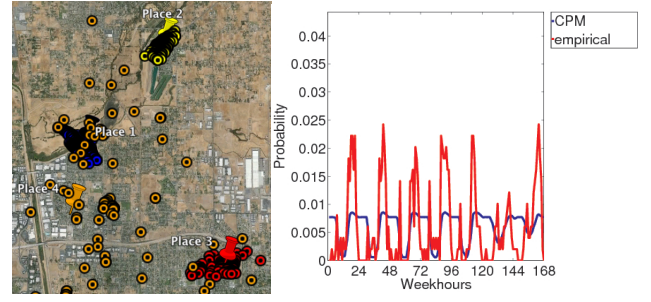 Place 2
Place 1
Place 4
Place 3
CPM
empirical
0.04
0.035
0.03
0.025
0.02
0.015
0.01
0.005
0
Probability
0 24 48 72 96 120 144 168
Weekhours